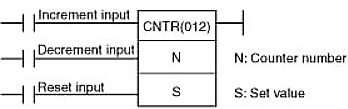 Increment input
CNTR(012)
Decrement input
N
N: Counter number
Reset input
S
S: Set value